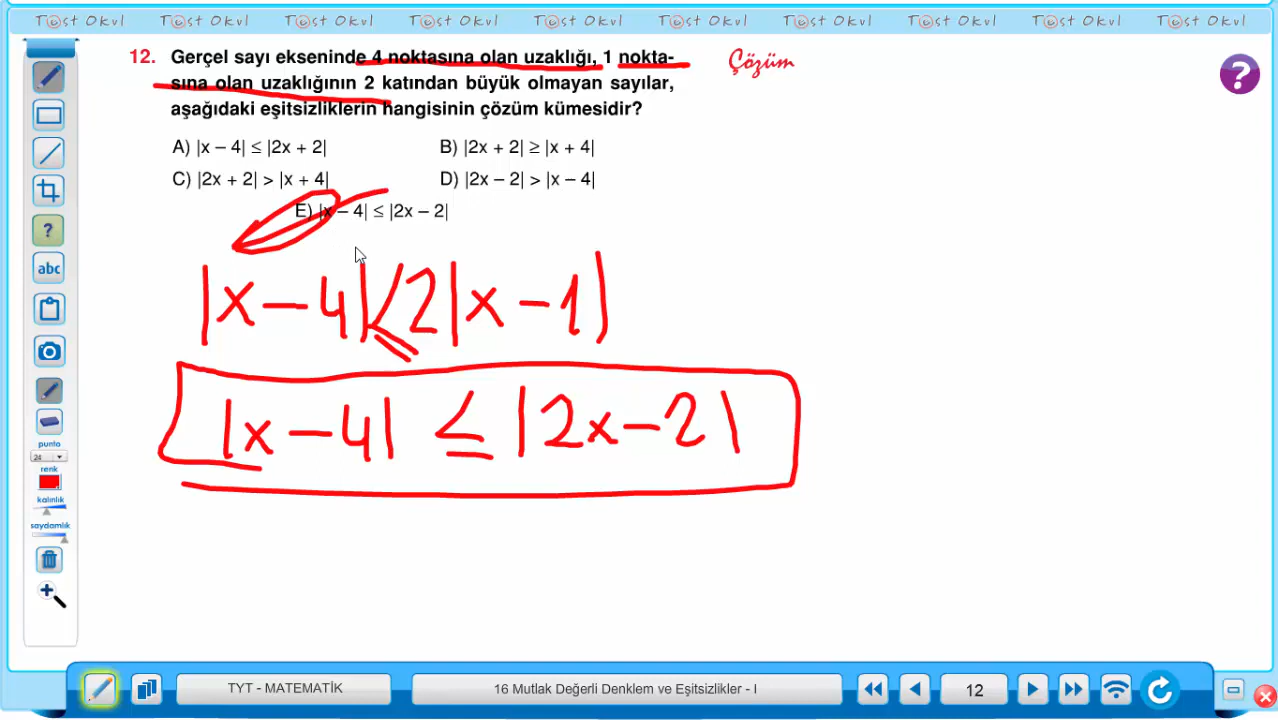 Test Okul Test Okul Test Okul Test Okul Test Okul Test Okul Test Okul Test Okul Test Okul Test Okul
12. Gerçel sayı ekseninde 4 noktasına olan uzaklığı, 1 nokta-
sına olan uzaklığının 2 katından büyük olmayan sayılar,
aşağıdaki eşitsizliklerin hangisinin çözüm kümesidir?
Çözüm
A) |x – 4| ≤ |2x + 2|
B) |2x + 2| ≥ |x + 4|
C) |2x + 2| > |x + 4|
D) |2x – 2| > |x – 4|
E) |x – 4| ≤ |2x – 2|
|x – 4| ≤ 2|x – 1|
|x – 4| ≤ |2x – 2|
?
?
abc
punto
24
renk
kalınlık
saydamlık
TYT - MATEMATİK
16 Mutlak Değerli Denklem ve Eşitsizlikler - I
12